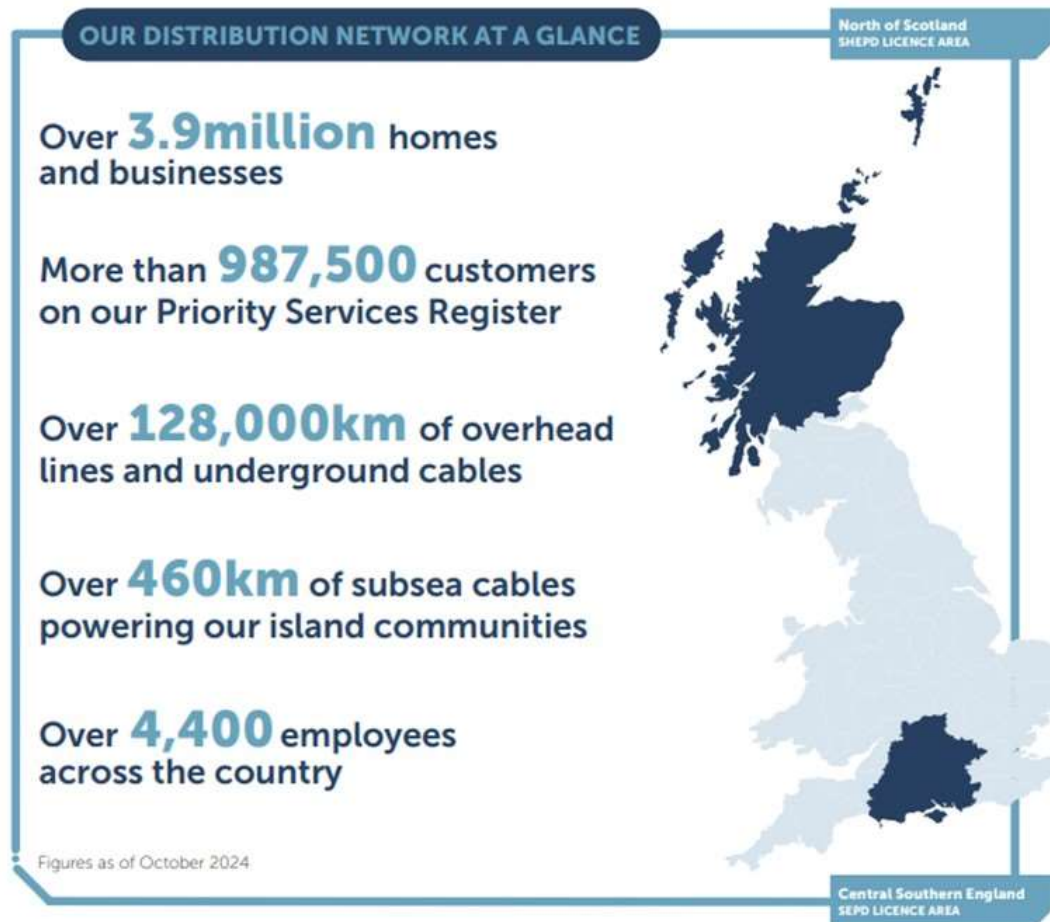 OUR DISTRIBUTION NETWORK AT A GLANCE
North of Scotland
SHEPD LICENCE AREA
Over 3.9million homes
and businesses
More than 987,500 customers
on our Priority Services Register
Over 128,000km of overhead
lines and underground cables
Over 460km of subsea cables
powering our island communities
Over 4,400 employees
across the country
Figures as of October 2024
Central Southern England
SEPD LICENCE AREA